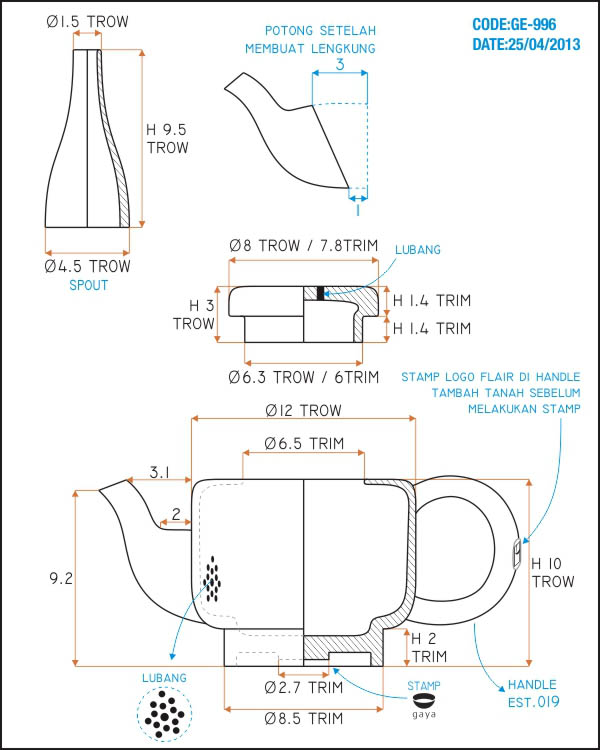 CODE:GE-996
DATE:25/04/2013
Ø1.5 TROW
H 9.5
TROW
Ø4.5 TROW
SPOUT
POTONG SETELAH
MEMBUAT LENGKUNG
3
1
Ø8 TROW / 7.8TRIM
LUBANG
H 3
TROW
H 1.4 TRIM
H 1.4 TRIM
Ø6.3 TROW / 6TRIM
STAMP LOGO FLAIR DI HANDLE
TAMBAH TANAH SEBELUM
MELAKUKAN STAMP
Ø12 TROW
Ø6.5 TRIM
3.1
2
9.2
H 10
TROW
H 2
TRIM
LUBANG
Ø2.7 TRIM
Ø8.5 TRIM
STAMP
gaya
HANDLE
EST.019